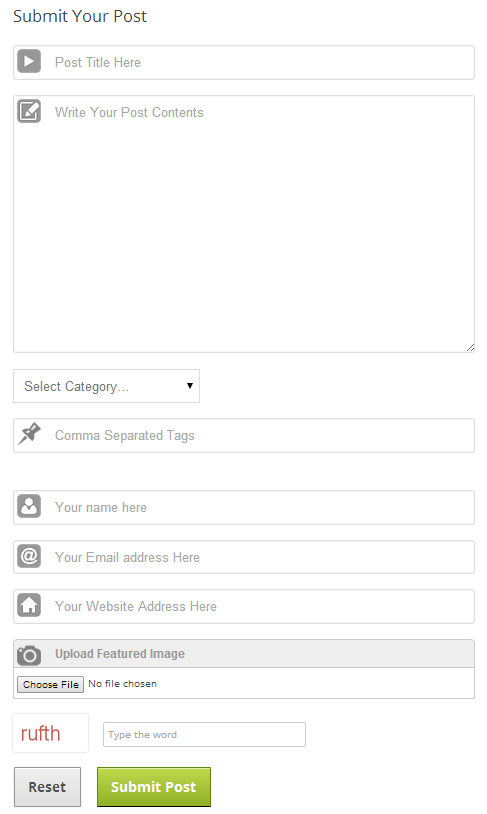 Submit Your Post
Post Title Here
Write Your Post Contents
Select Category...
Comma Separated Tags
Your name here
@ Your Email address Here
Your Website Address Here
Upload Featured Image
Choose File No file chosen
rufth Type the word
Reset Submit Post